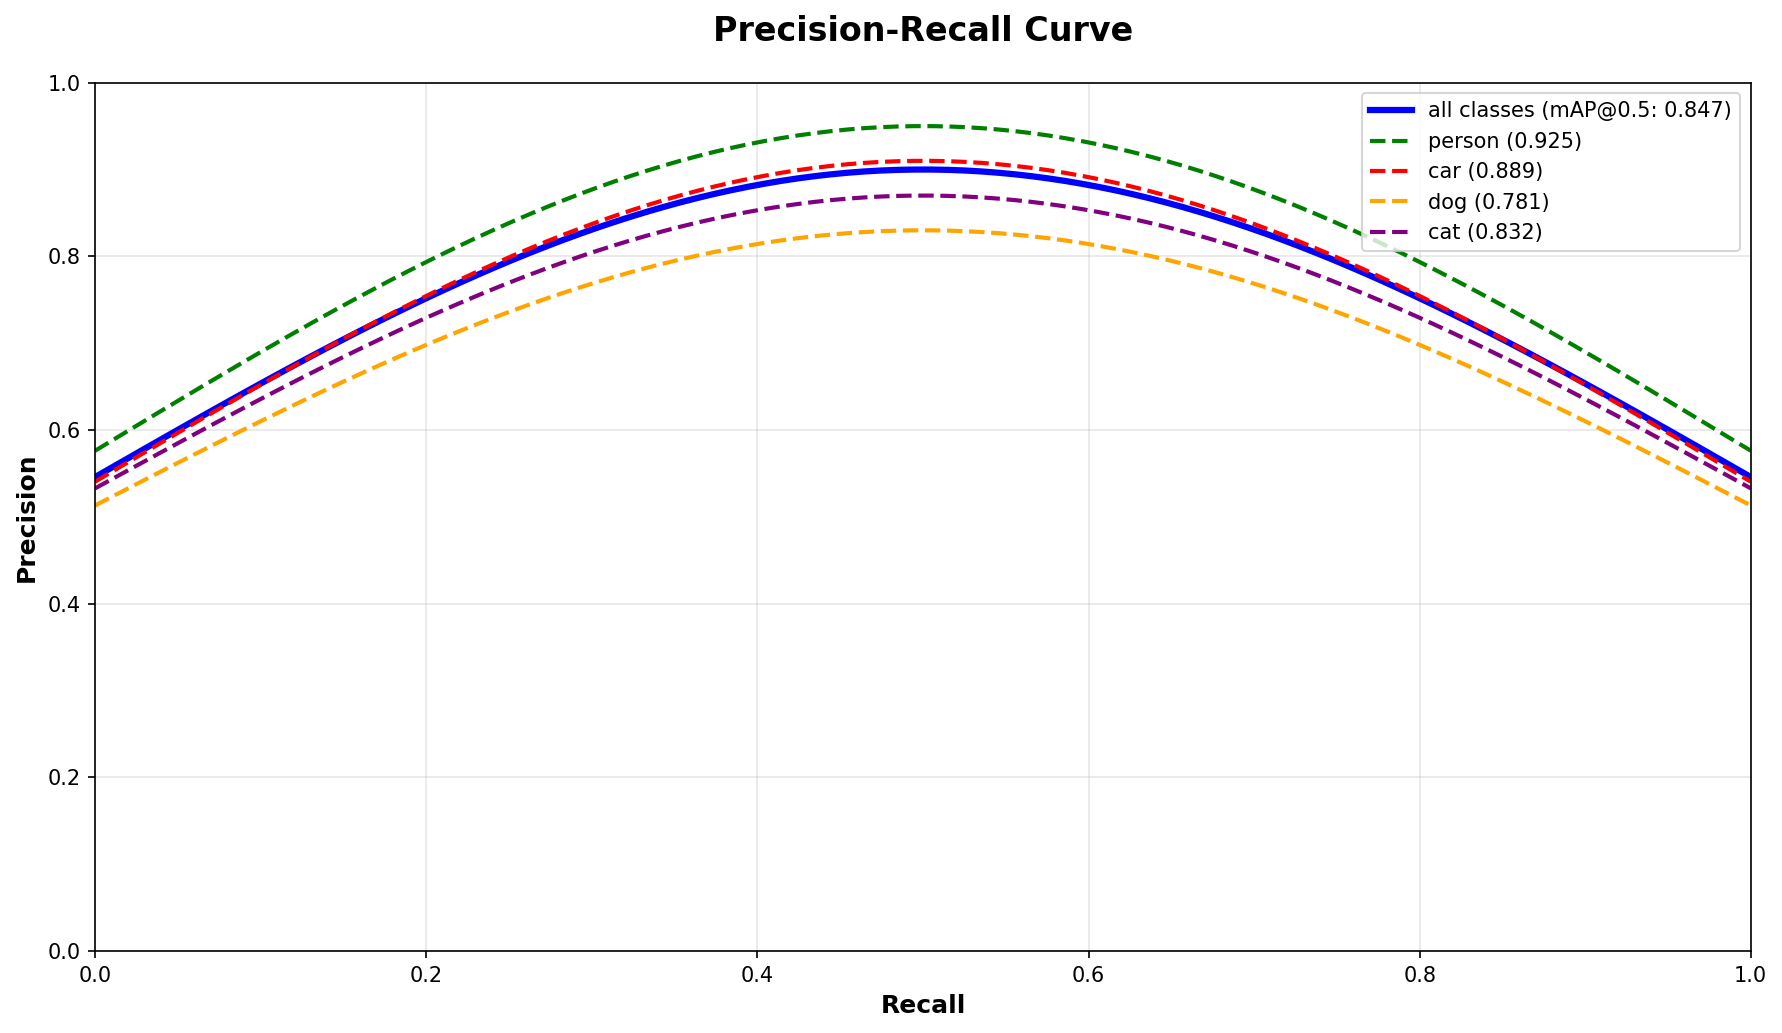 Precision-Recall Curve
1.0
0.8
0.6
0.4
0.2
0.0
Precision
all classes (mAP@0.5: 0.847)
person (0.925)
car (0.889)
dog (0.781)
cat (0.832)
0.0 0.2 0.4 0.6 0.8 1.0
Recall